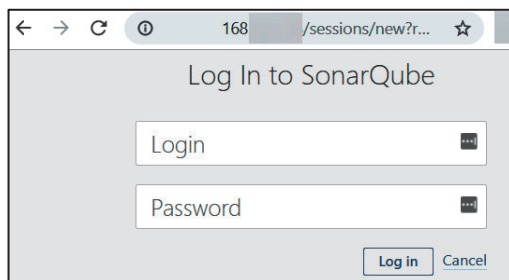 168 /sessions/new?r...
Log In to SonarQube
Login
Password
Log in Cancel